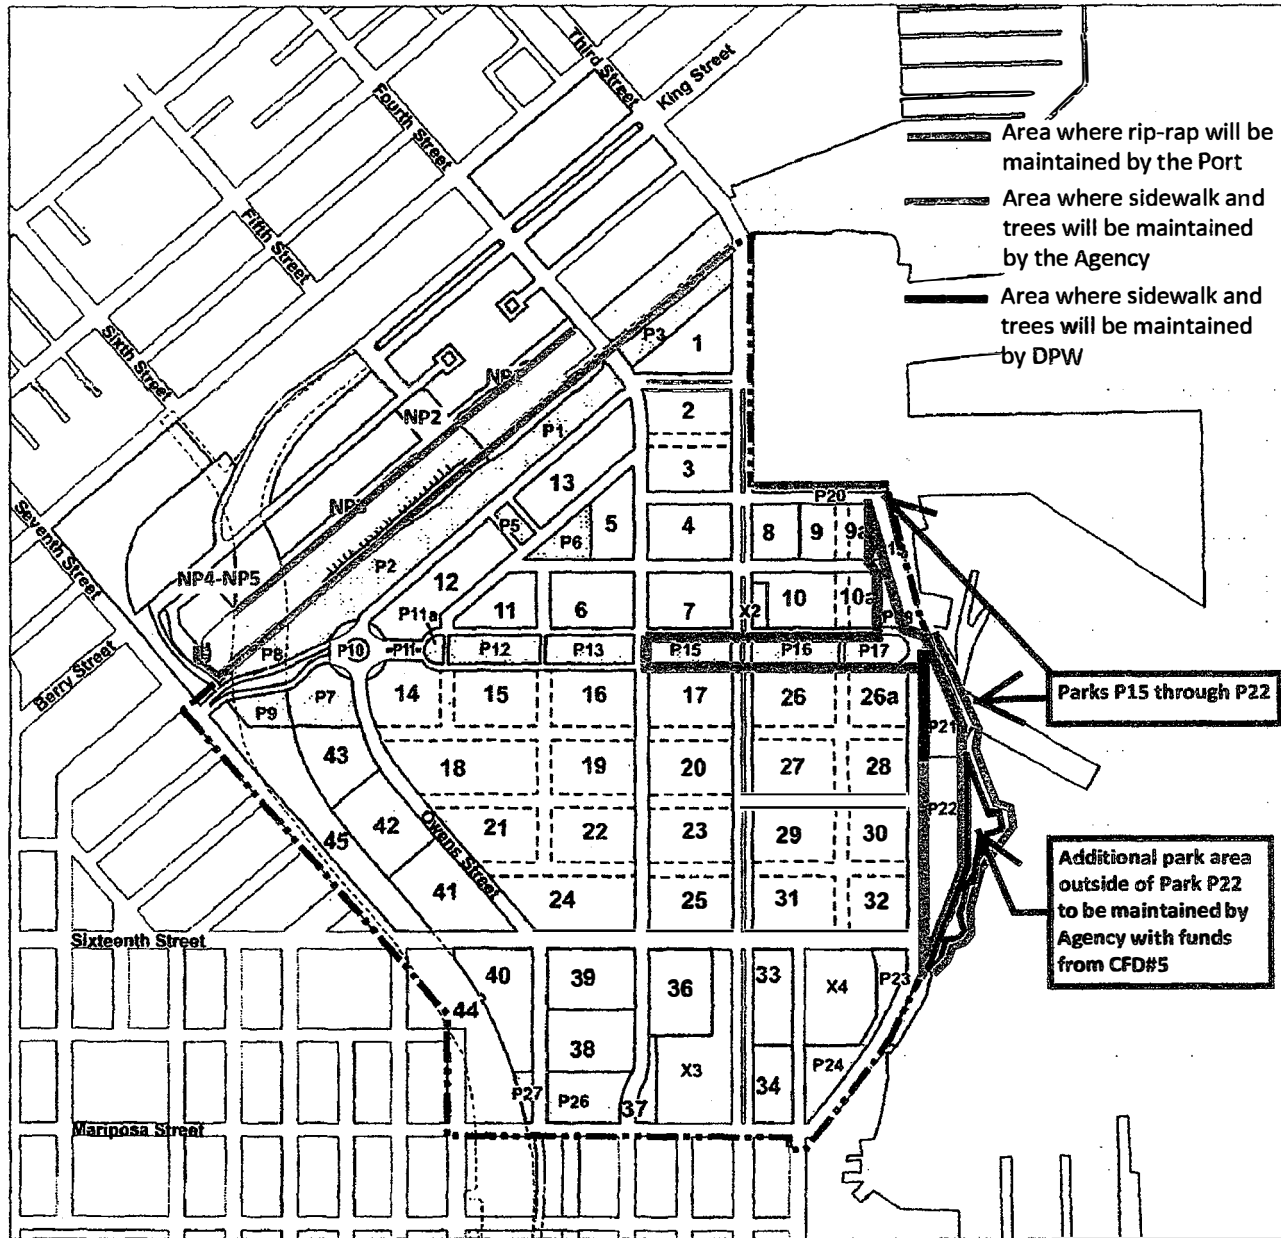 Third Street
King Street
Fourth Street
Fifth Street
Sixth Street
Seventh Street
Berry Street
Area where rip-rap will be
maintained by the Port
Area where sidewalk and
trees will be maintained
by the Agency
Area where sidewalk and
trees will be maintained
by DPW
P3
1
NP2
2
P1
3
13
P20
P5
P6
5
4
8
9
9a
P2
NP4-NP5
12
P11a
11
6
7
X2
10
10a
P8
P10
P11
P12
P13
P15
P16
P17
P9
P7
14
15
16
17
26
26a
P21
Parks P15 through P22
43
18
19
20
27
28
P22
45
42
Owens Street
21
22
23
29
30
41
24
25
31
32
Additional park area
outside of Park P22
to be maintained by
Agency with funds
from CFD#5
Sixteenth Street
40
39
36
33
X4
P23
44
38
X3
P24
34
P27
P26
37
Mariposa Street